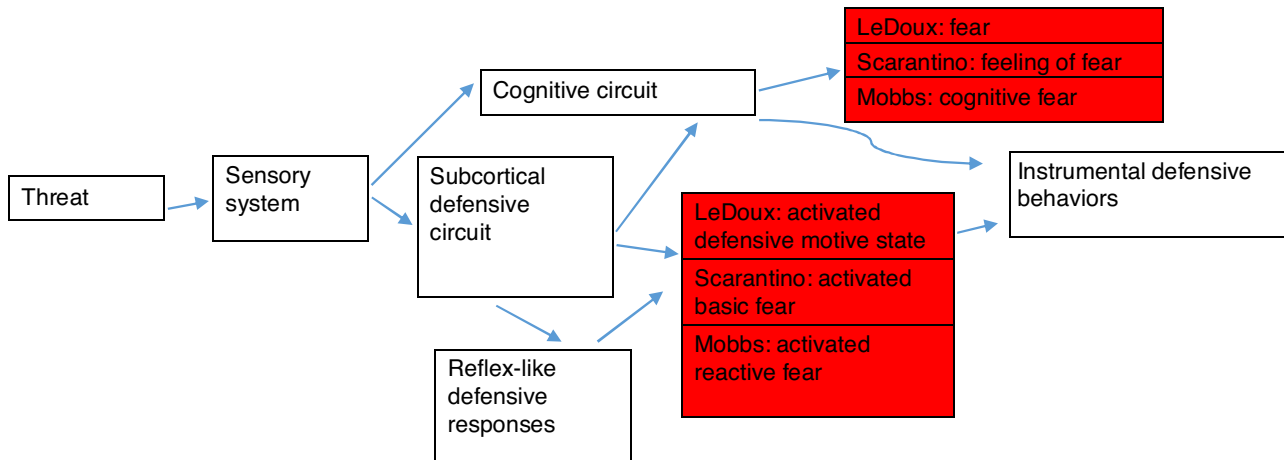 LeDoux: fear
Scarantino: feeling of fear
Mobbs: cognitive fear
Cognitive circuit
Threat
Sensory
system
Subcortical
defensive
circuit
Instrumental defensive
behaviors
LeDoux: activated
defensive motive state
Scarantino: activated
basic fear
Mobbs: activated
reactive fear
Reflex-like
defensive
responses